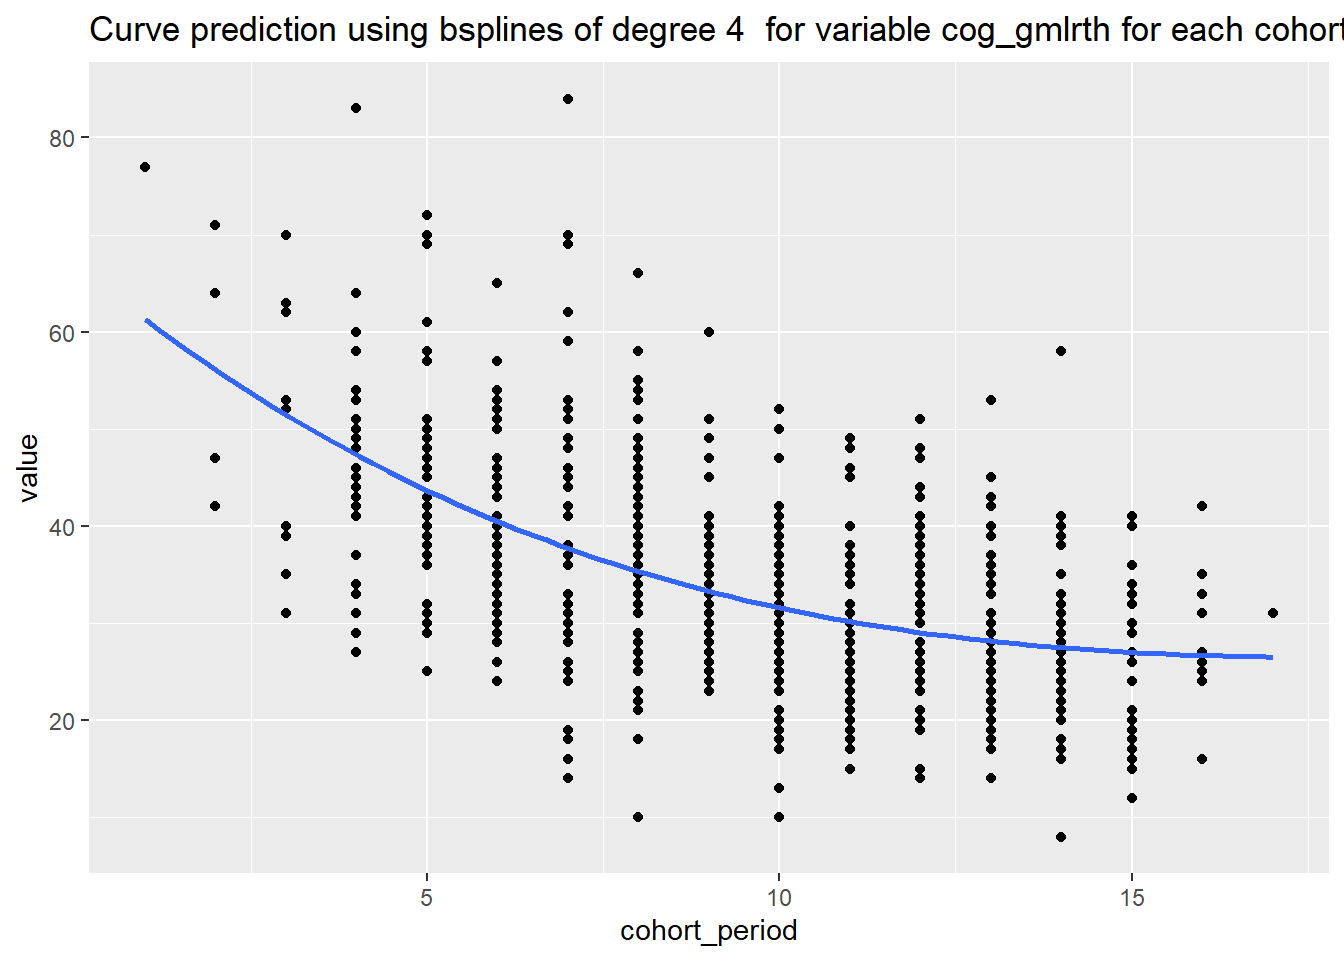 Curve prediction using bsplines of degree 4  for variable cog_gmlrth for each cohort
80
60
40
20
value
5 10 15
cohort_period